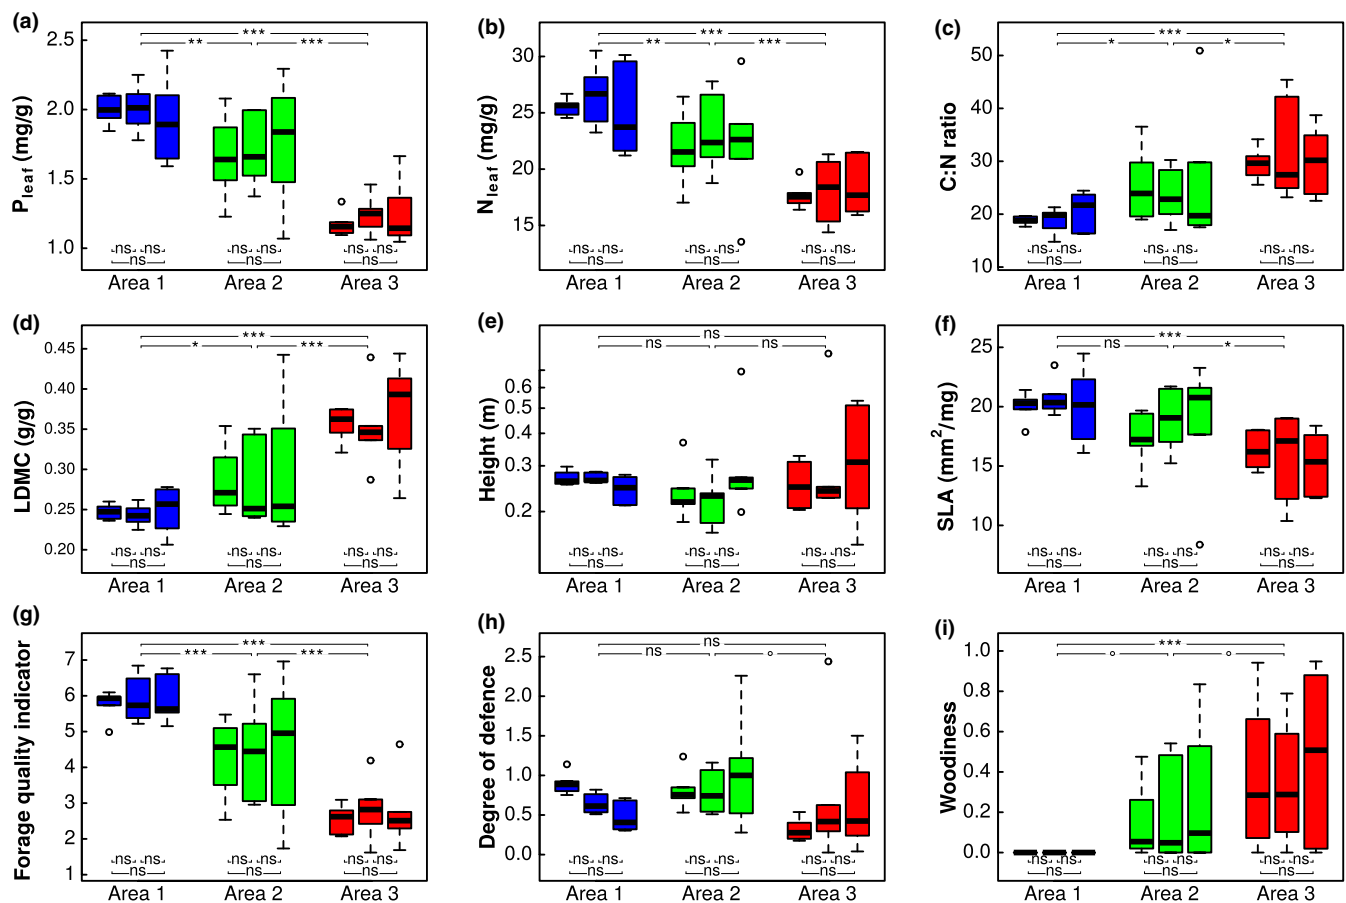 (a)
2.5
2.0
1.5
1.0
P leaf (mg/g)
***
** ***
ns ns ns ns ns ns
ns ns ns
Area 1 Area 2 Area 3
(b)
30
25
20
15
N leaf (mg/g)
***
** ***
ns ns ns ns ns ns
ns ns ns
Area 1 Area 2 Area 3
(c)
50
40
30
20
10
C:N ratio
***
* *
ns ns ns ns ns ns
ns ns ns
Area 1 Area 2 Area 3
(d)
0.45
0.40
0.35
0.30
0.25
0.20
LDMC (g/g)
***
* ***
ns ns ns ns ns ns
ns ns ns
Area 1 Area 2 Area 3
(e)
0.6
0.5
0.4
0.3
0.2
Height (m)
ns
ns ns
ns ns ns ns ns ns
ns ns ns
Area 1 Area 2 Area 3
(f)
25
20
15
10
SLA (mm²/mg)
***
ns *
ns ns ns ns ns ns
ns ns ns
Area 1 Area 2 Area 3
(g)
7
6
5
4
3
2
1
Forage quality indicator
***
*** ***
ns ns ns ns ns ns
ns ns ns
Area 1 Area 2 Area 3
(h)
2.5
2.0
1.5
1.0
0.5
0.0
Degree of defence
ns
ns °
ns ns ns ns ns ns
ns ns ns
Area 1 Area 2 Area 3
(i)
1.0
0.8
0.6
0.4
0.2
0.0
Woodiness
***
° °
ns ns ns ns ns ns
ns ns ns
Area 1 Area 2 Area 3